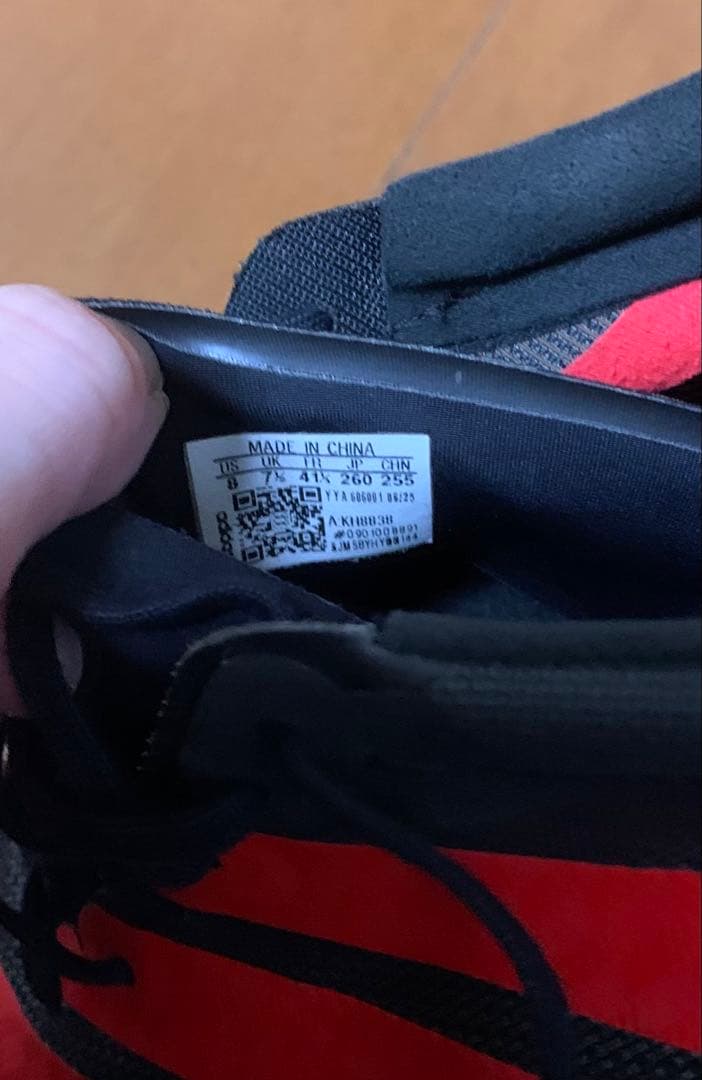 MADE IN CHINA
US UK FR JP CHN
8 7½ 41⅓ 260 255
YYA 606001 06/25
A:KH8838